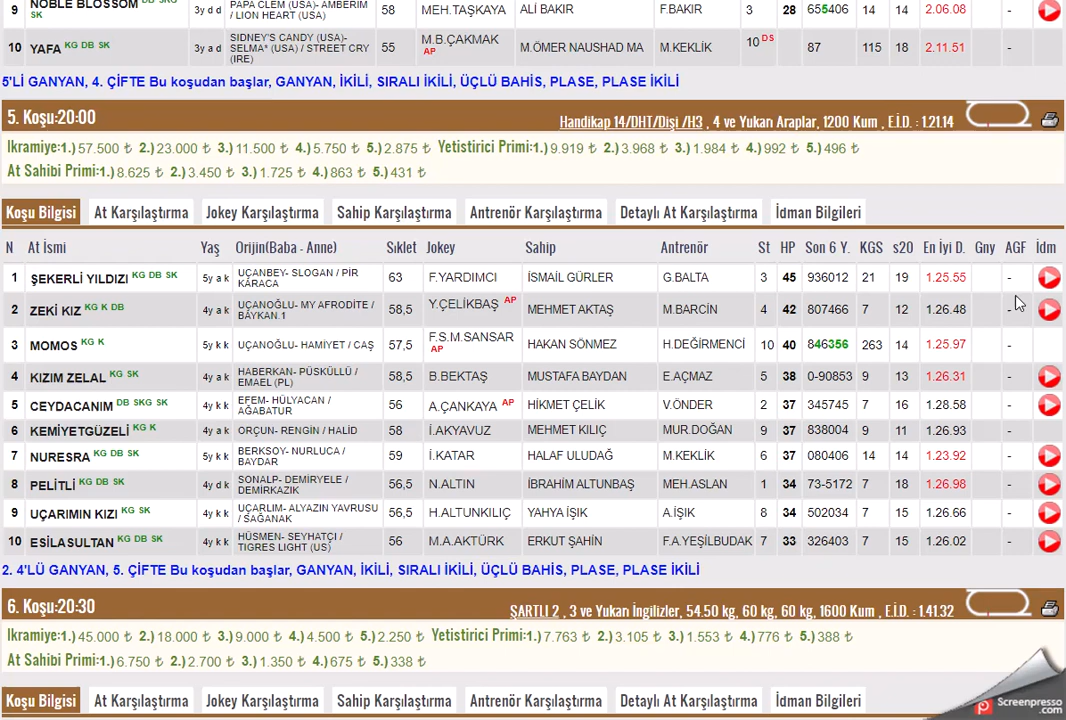 9 NOBLE BLOSSOM DB SKG SK 3y d d PAPA CLEM (USA)- AMBERIM / LION HEART (USA) 58 MEH.TAŞKAYA ALİ BAKIR F.BAKIR 3 28 655406 14 14 2.06.08 -
10 YAFA KG DB SK 3y a d SIDNEY'S CANDY (USA)- SELMA* (USA) / STREET CRY (IRE) 55 M.B.ÇAKMAK AP M.ÖMER NAUSHAD MA M.KEKLİK 10 DS 87 115 18 2.11.51 -
5'Lİ GANYAN, 4. ÇİFTE Bu koşudan başlar, GANYAN, İKİLİ, SIRALI İKİLİ, ÜÇLÜ BAHİS, PLASE, PLASE İKİLİ
5. Koşu:20:00 Handikap 14/DHT/Dişi /H3 , 4 ve Yukarı Araplar, 1200 Kum , E.İ.D. : 1.21.14
Ikramiye:1.) 57.500 ₺ 2.) 23.000 ₺ 3.) 11.500 ₺ 4.) 5.750 ₺ 5.) 2.875 ₺ Yetistirici Primi:1.) 9.919 ₺ 2.) 3.968 ₺ 3.) 1.984 ₺ 4.) 992 ₺ 5.) 496 ₺
At Sahibi Primi:1.) 8.625 ₺ 2.) 3.450 ₺ 3.) 1.725 ₺ 4.) 863 ₺ 5.) 431 ₺
Koşu Bilgisi At Karşılaştırma Jokey Karşılaştırma Sahip Karşılaştırma Antrenör Karşılaştırma Detaylı At Karşılaştırma İdman Bilgileri
N At İsmi Yaş Orijin(Baba - Anne) Sıklet Jokey Sahip Antrenör St HP Son 6 Y. KGS s20 En İyi D. Gny AGF İdm
1 ŞEKERLİ YILDIZI KG DB SK 5y a k UÇANBEY- SLOGAN / PİR KARACA 63 F.YARDIMCI İSMAİL GÜRLER G.BALTA 3 45 936012 21 19 1.25.55 -
2 ZEKİ KIZ KG K DB 4y a k UÇANOĞLU- MY AFRODİTE / BAYKAN.1 58,5 Y.ÇELİKBAŞ AP MEHMET AKTAŞ M.BARCİN 4 42 807466 7 12 1.26.48 -
3 MOMOS KG K 5y k k UÇANOĞLU- HAMİYET / CAŞ 57,5 F.S.M.SANSAR AP HAKAN SÖNMEZ H.DEĞİRMENCİ 10 40 846356 263 14 1.25.97 -
4 KIZIM ZELAL KG SK 4y a k HABERKAN- PÜSKÜLLÜ / EMAEL (PL) 58,5 B.BEKTAŞ MUSTAFA BAYDAN E.AÇMAZ 5 38 0-90853 9 13 1.26.31 -
5 CEYDACANIM DB SKG SK 4y k k EFEM- HÜLYACAN / AĞABATUR 56 A.ÇANKAYA AP HİKMET ÇELİK V.ÖNDER 2 37 345745 7 16 1.28.58 -
6 KEMİYETGÜZELİ KG K 4y a k ORÇUN- RENGİN / HALİD 58 İ.AKYAVUZ MEHMET KILIÇ MUR.DOĞAN 9 37 838004 9 11 1.26.93 -
7 NURESRA KG DB SK 5y k k BERKSOY- NURLUCA / BAYDAR 59 İ.KATAR HALAF ULUDAĞ M.KEKLİK 6 37 080406 14 14 1.23.92 -
8 PELİTLİ KG DB SK 4y d k SONALP- DEMİRYELE / DEMİRKAZIK 56,5 N.ALTIN İBRAHİM ALTUNBAŞ MEH.ASLAN 1 34 73-5172 7 18 1.26.98 -
9 UÇARIMIN KIZI KG SK 4y k k UÇARLIM- ALYAZIN YAVRUSU / SAĞANAK 56,5 H.ALTUNKILIÇ YAHYA IŞIK A.IŞIK 8 34 502034 7 15 1.26.66 -
10 ESİLASULTAN KG DB SK 4y k k HÜSMEN- SEYHATÇI / TIGRES LIGHT (US) 56 M.A.AKTÜRK ERKUT ŞAHİN F.A.YEŞİLBUDAK 7 33 326403 7 15 1.26.02 -
2. 4'LÜ GANYAN, 5. ÇİFTE Bu koşudan başlar, GANYAN, İKİLİ, SIRALI İKİLİ, ÜÇLÜ BAHİS, PLASE, PLASE İKİLİ
6. Koşu:20:30 ŞARTLI 2 , 3 ve Yukarı İngilizler, 54.50 kg, 60 kg, 60 kg, 1600 Kum , E.İ.D. : 1.41.32
Ikramiye:1.) 45.000 ₺ 2.) 18.000 ₺ 3.) 9.000 ₺ 4.) 4.500 ₺ 5.) 2.250 ₺ Yetistirici Primi:1.) 7.763 ₺ 2.) 3.105 ₺ 3.) 1.553 ₺ 4.) 776 ₺ 5.) 388 ₺
At Sahibi Primi:1.) 6.750 ₺ 2.) 2.700 ₺ 3.) 1.350 ₺ 4.) 675 ₺ 5.) 338 ₺
Koşu Bilgisi At Karşılaştırma Jokey Karşılaştırma Sahip Karşılaştırma Antrenör Karşılaştırma Detaylı At Karşılaştırma İdman Bilgileri
Screenpresso
.com